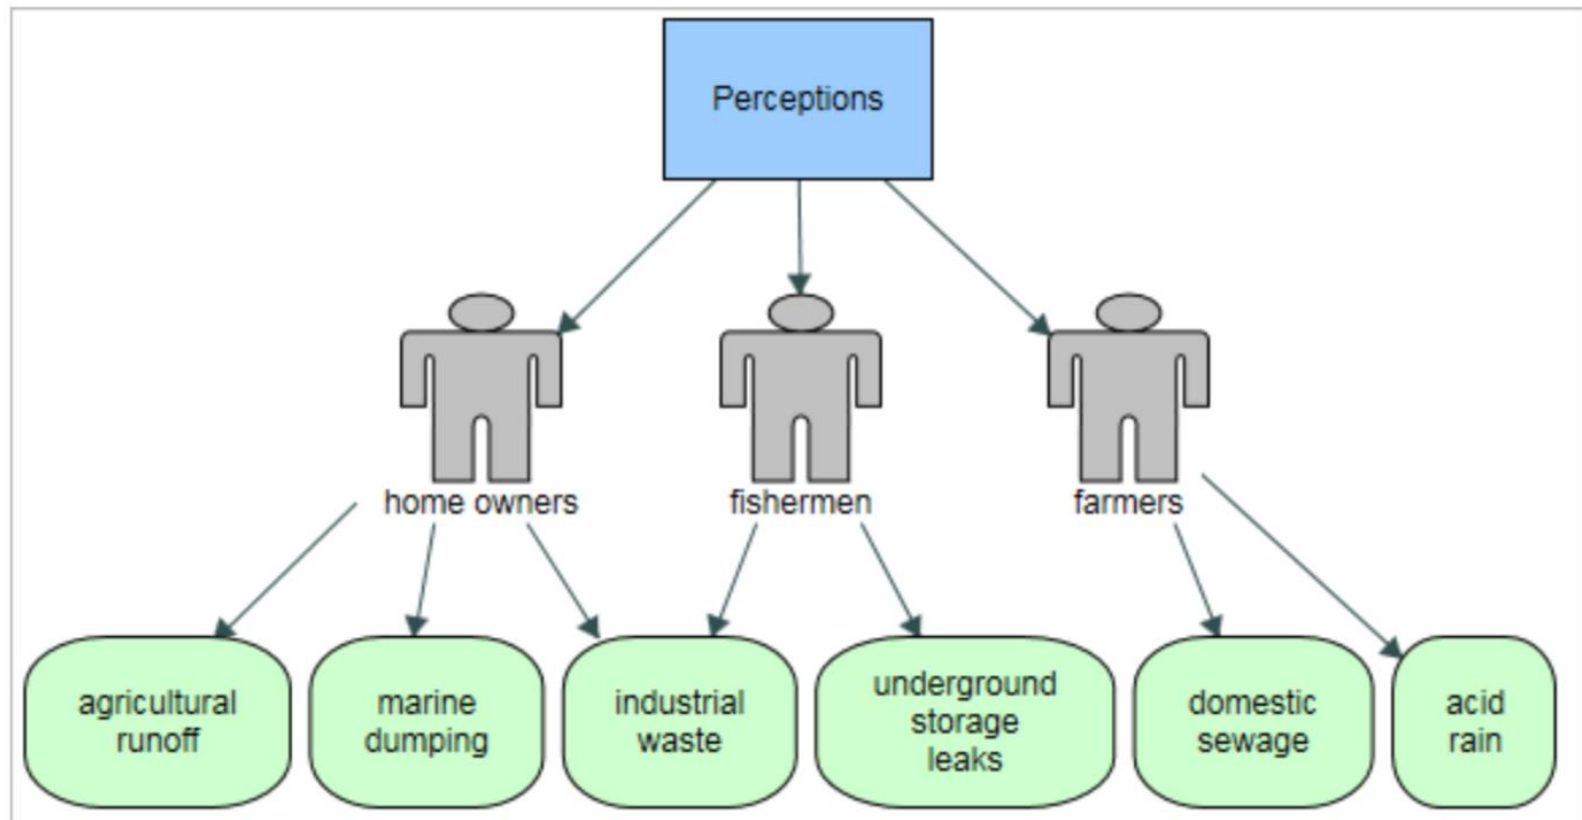 Perceptions
home owners
fishermen
farmers
agricultural
runoff
marine
dumping
industrial
waste
underground
storage
leaks
domestic
sewage
acid
rain